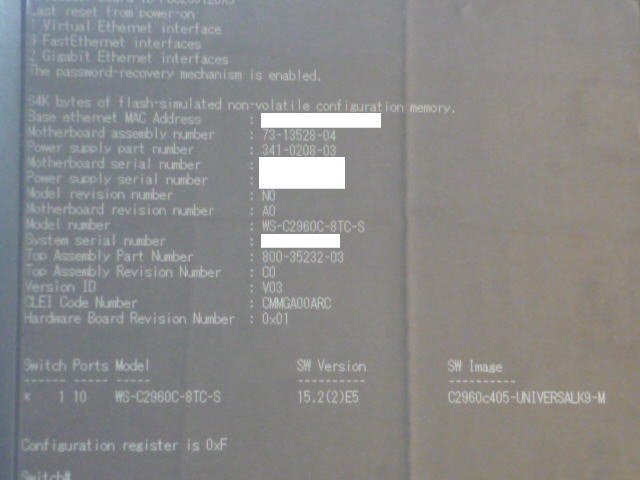 Last reset from power-on
Virtual Ethernet interface
8 FastEthernet interfaces
2 Gigabit Ethernet interfaces
The password-recovery mechanism is enabled.
64K bytes of flash-simulated non-volatile configuration memory.
Base ethernet MAC Address :
Motherboard assembly number : 73-13528-04
Power supply part number : 341-0208-03
Motherboard serial number :
Power supply serial number :
Model revision number : N0
Motherboard revision number : A0
Model number : WS-C2960C-8TC-S
System serial number :
Top Assembly Part Number : 800-35232-03
Top Assembly Revision Number : C0
Version ID : V03
CLEI Code Number : CMMGA00ARC
Hardware Board Revision Number : 0x01
Switch Ports Model SW Version SW Image
------ ----- ----- ---------- ----------
* 1 10 WS-C2960C-8TC-S 15.2(2)E5 C2960c405-UNIVERSALK9-M
Configuration register is 0xF
Switch#